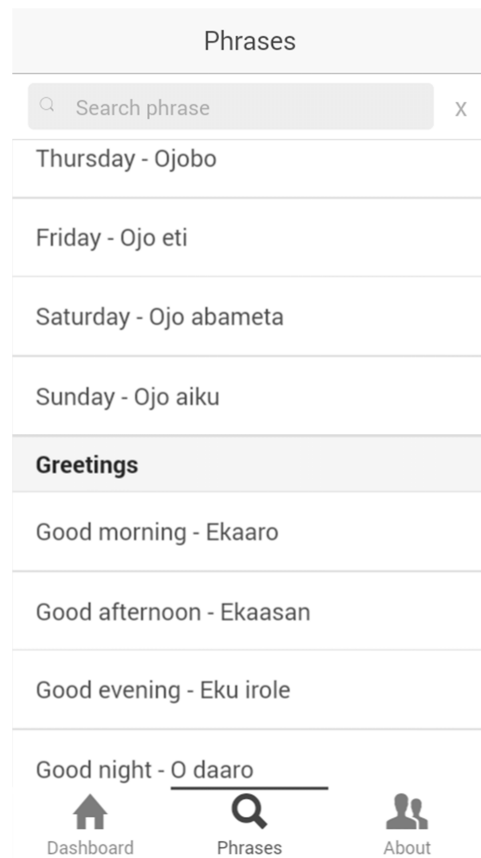 Phrases
Search phrase X
Thursday - Ojobo
Friday - Ojo eti
Saturday - Ojo abameta
Sunday - Ojo aiku
Greetings
Good morning - Ekaaro
Good afternoon - Ekaasan
Good evening - Eku irole
Good night - O daaro
Dashboard Phrases About